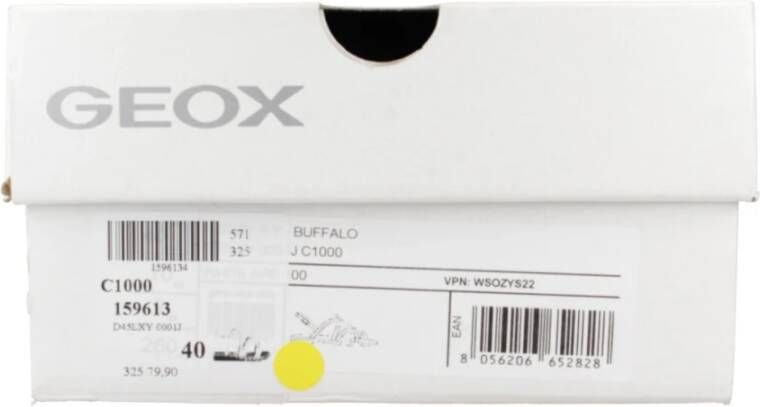 GEOX
571 BUFFALO
325 J C1000
1596134
00
VPN: WSOZYS22
C1000
159613
D45LXY 0001J
EAN
40
8 056206 652828
325 79,90